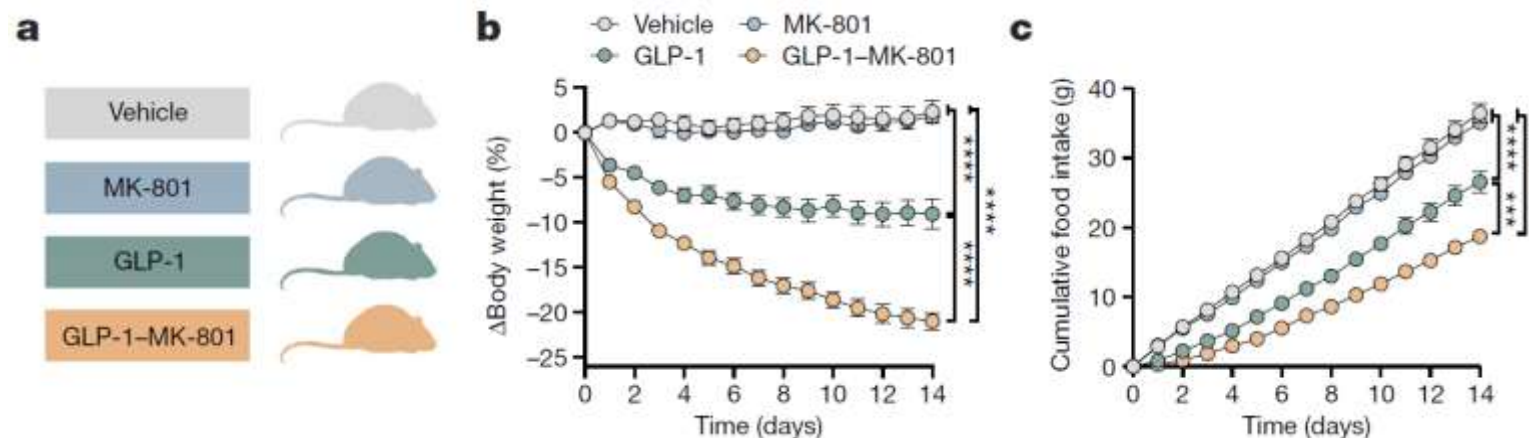 a
Vehicle
MK-801
GLP-1
GLP-1–MK-801
b
Vehicle MK-801
GLP-1 GLP-1–MK-801
ΔBody weight (%)
5
0
−5
−10
−15
−20
−25
0 2 4 6 8 10 12 14
Time (days)
****
****
****
c
Cumulative food intake (g)
40
30
20
10
0
0 2 4 6 8 10 12 14
Time (days)
****
***
****